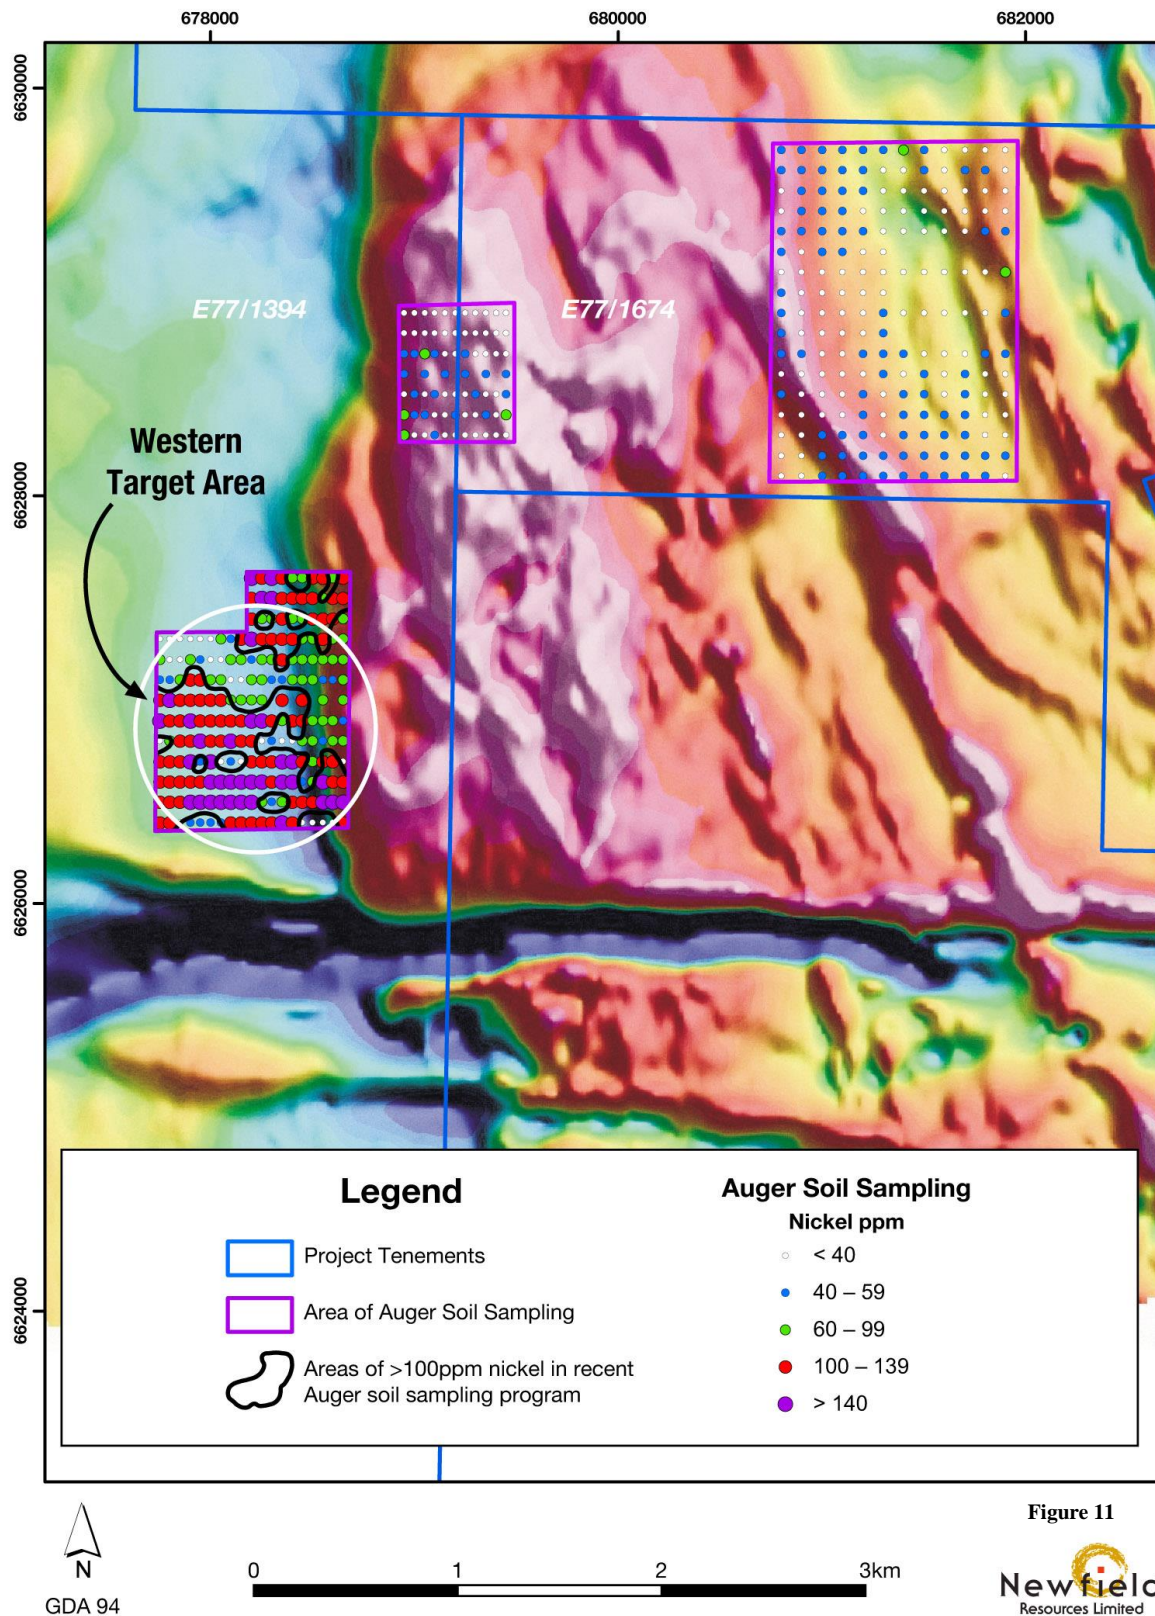 678000
680000
682000
6630000
6628000
6626000
6624000
E77/1394
E77/1674
Western
Target Area
Legend
Project Tenements
Area of Auger Soil Sampling
Areas of >100ppm nickel in recent
Auger soil sampling program
Auger Soil Sampling
Nickel ppm
< 40
40 – 59
60 – 99
100 – 139
> 140
Figure 11
N
GDA 94
0 1 2 3km
Newfield
Resources Limited